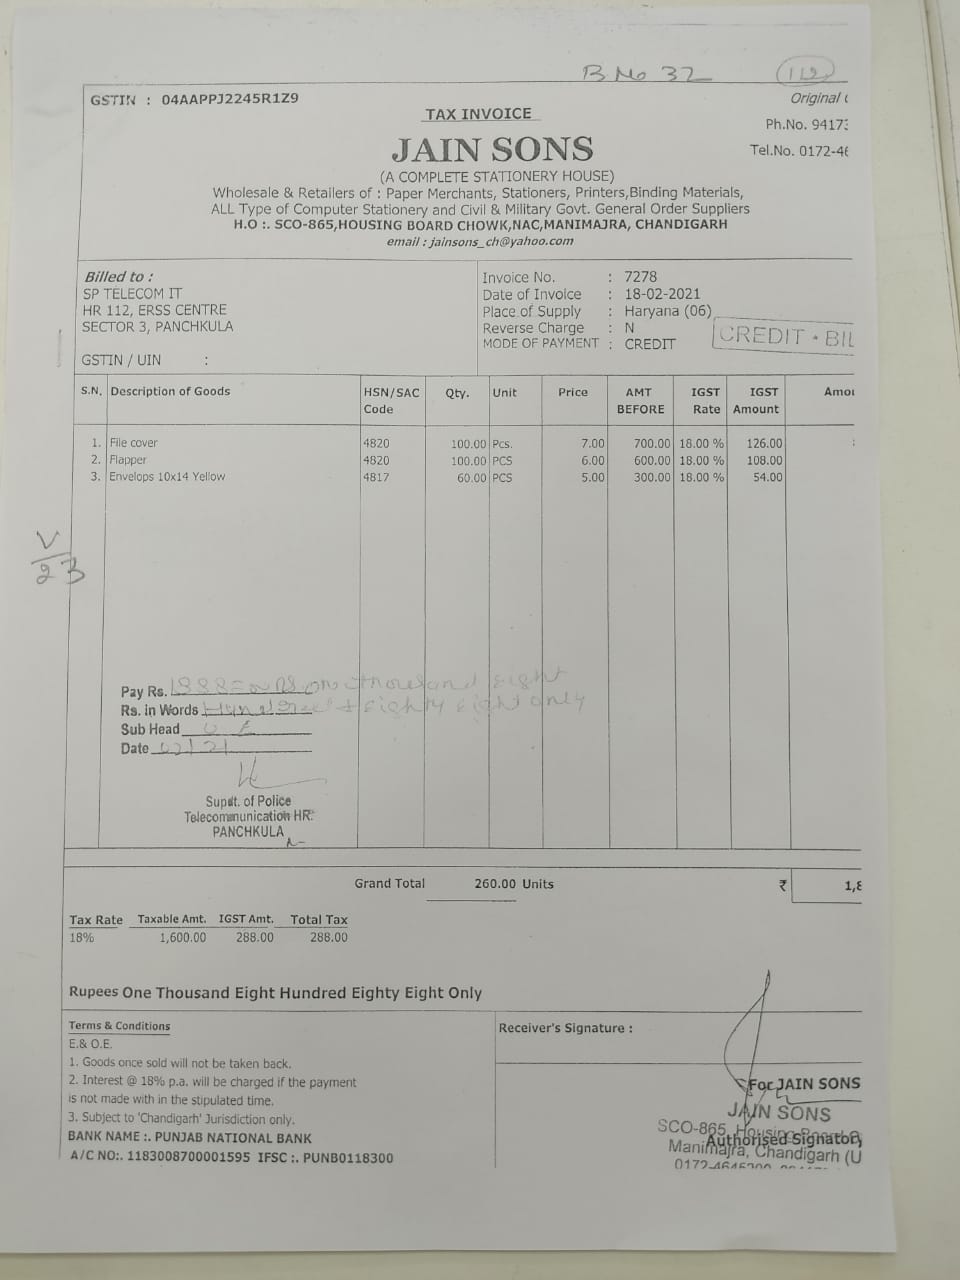 B No 32 112
GSTIN : 04AAPPJ2245R1Z9
Original
TAX INVOICE
Ph.No. 9417
JAIN SONS
Tel.No. 0172-46
(A COMPLETE STATIONERY HOUSE)
Wholesale & Retailers of : Paper Merchants, Stationers, Printers,Binding Materials,
ALL Type of Computer Stationery and Civil & Military Govt. General Order Suppliers
H.O :. SCO-865,HOUSING BOARD CHOWK,NAC,MANIMAJRA, CHANDIGARH
email : jainsons_ch@yahoo.com
Billed to :
SP TELECOM IT
HR 112, ERSS CENTRE
SECTOR 3, PANCHKULA
GSTIN / UIN :
Invoice No. : 7278
Date of Invoice : 18-02-2021
Place of Supply : Haryana (06)
Reverse Charge : N
MODE OF PAYMENT : CREDIT
CREDIT • BIL
S.N. Description of Goods HSN/SAC Code Qty. Unit Price AMT BEFORE IGST Rate IGST Amount Amou
1. File cover 4820 100.00 Pcs. 7.00 700.00 18.00 % 126.00
2. Flapper 4820 100.00 PCS 6.00 600.00 18.00 % 108.00
3. Envelops 10x14 Yellow 4817 60.00 PCS 5.00 300.00 18.00 % 54.00
V
23
Pay Rs. 1888=00 Rs one thousand Eight
Rs. in Words Hundred & Eighty Eight only
Sub Head
Date
Supdt. of Police
Telecommunication HR.
PANCHKULA
Grand Total 260.00 Units ₹ 1,8
Tax Rate Taxable Amt. IGST Amt. Total Tax
18% 1,600.00 288.00 288.00
Rupees One Thousand Eight Hundred Eighty Eight Only
Terms & Conditions
E.& O.E.
1. Goods once sold will not be taken back.
2. Interest @ 18% p.a. will be charged if the payment
is not made with in the stipulated time.
3. Subject to 'Chandigarh' Jurisdiction only.
BANK NAME :. PUNJAB NATIONAL BANK
A/C NO:. 1183008700001595 IFSC :. PUNB0118300
Receiver's Signature :
For JAIN SONS
JAIN SONS
SCO-865, Housing Board
Authorised Signatory
Manimajra, Chandigarh (U